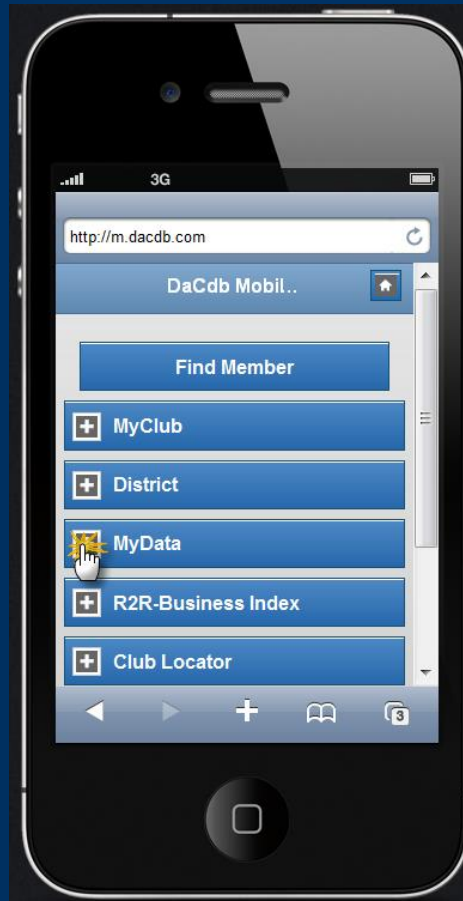 3G
http://m.dacdb.com
DaCdb Mobil..
Find Member
MyClub
District
MyData
R2R-Business Index
Club Locator
3